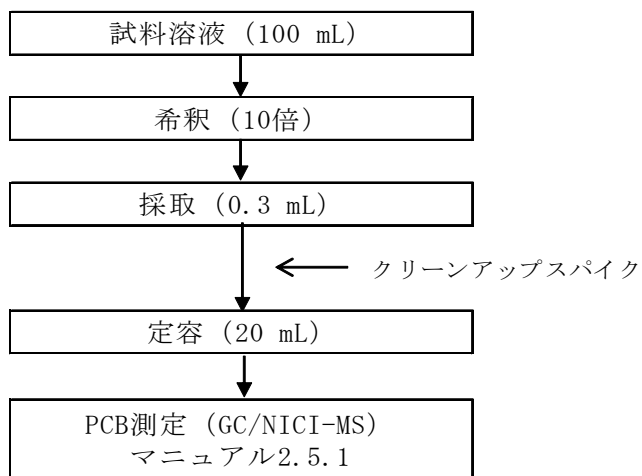 試料溶液 (100 mL)
希釈 (10倍)
採取 (0.3 mL)
クリーンアップスパイク
定容 (20 mL)
PCB測定 (GC/NICI-MS)
マニュアル2.5.1